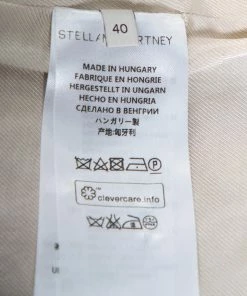 40
STELLA McCARTNEY
MADE IN HUNGARY
FABRIQUE EN HONGRIE
HERGESTELLT IN UNGARN
HECHO EN HUNGRIA
СДЕЛАНО В ВЕНГРИИ
ハンガリー製
产地:匈牙利
clevercare.info